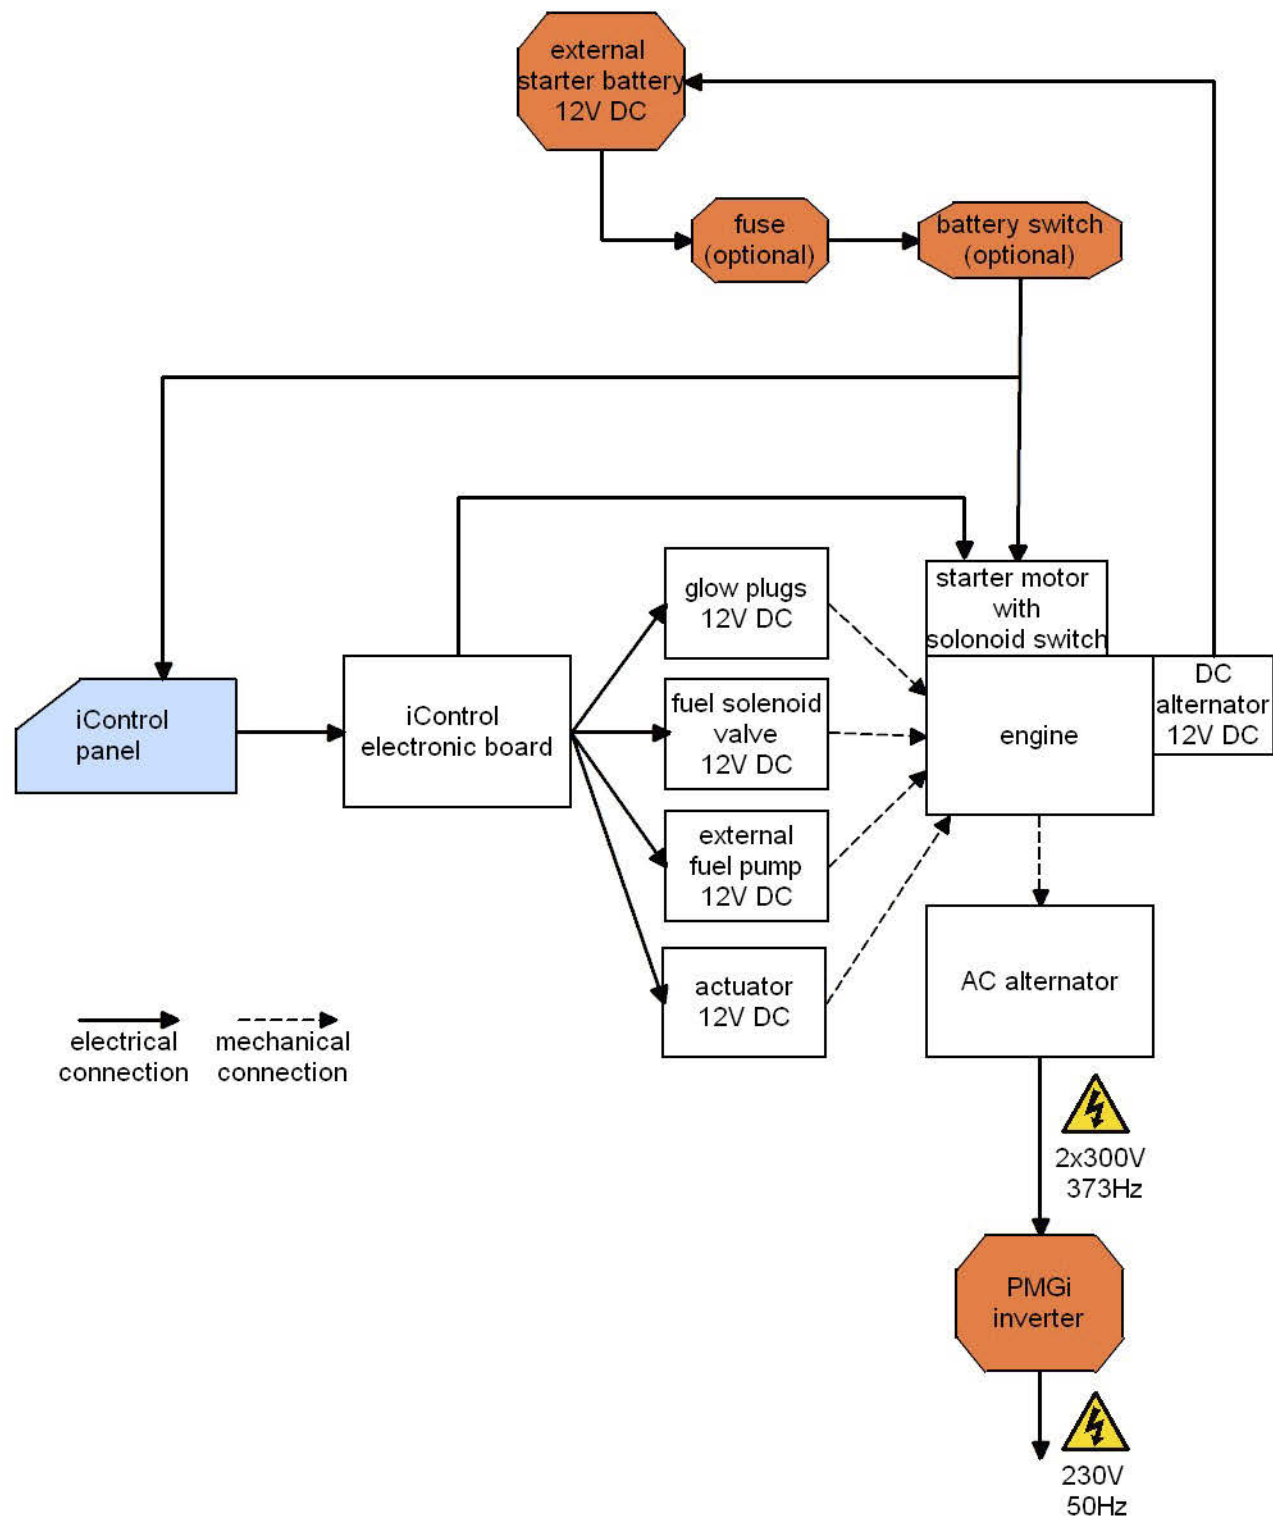 external
starter battery
12V DC
fuse
(optional)
battery switch
(optional)
glow plugs
12V DC
starter motor
with
solonoid switch
iControl
panel
iControl
electronic board
fuel solenoid
valve
12V DC
engine
DC
alternator
12V DC
external
fuel pump
12V DC
actuator
12V DC
AC alternator
electrical
connection
mechanical
connection
2x300V
373Hz
PMGi
inverter
230V
50Hz